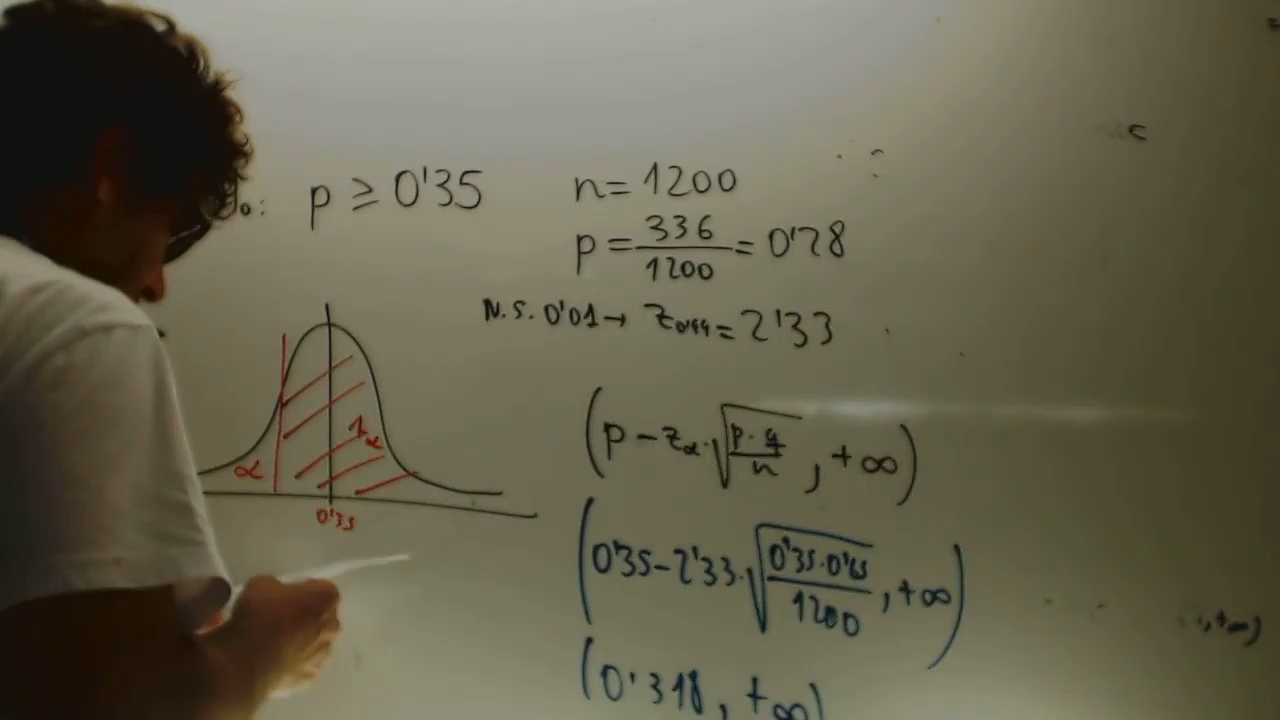 H₀: p ≥ 0'35
n = 1200
p = 336/1200 = 0'28
N.S. 0'01 → z₀'₉₉ = 2'33
(p - zα · √(p · q / n), +∞)
α
1-α
0'35
(0'35 - 2'33 · √(0'35 · 0'65 / 1200), +∞)
(0'318, +∞)
, +∞)